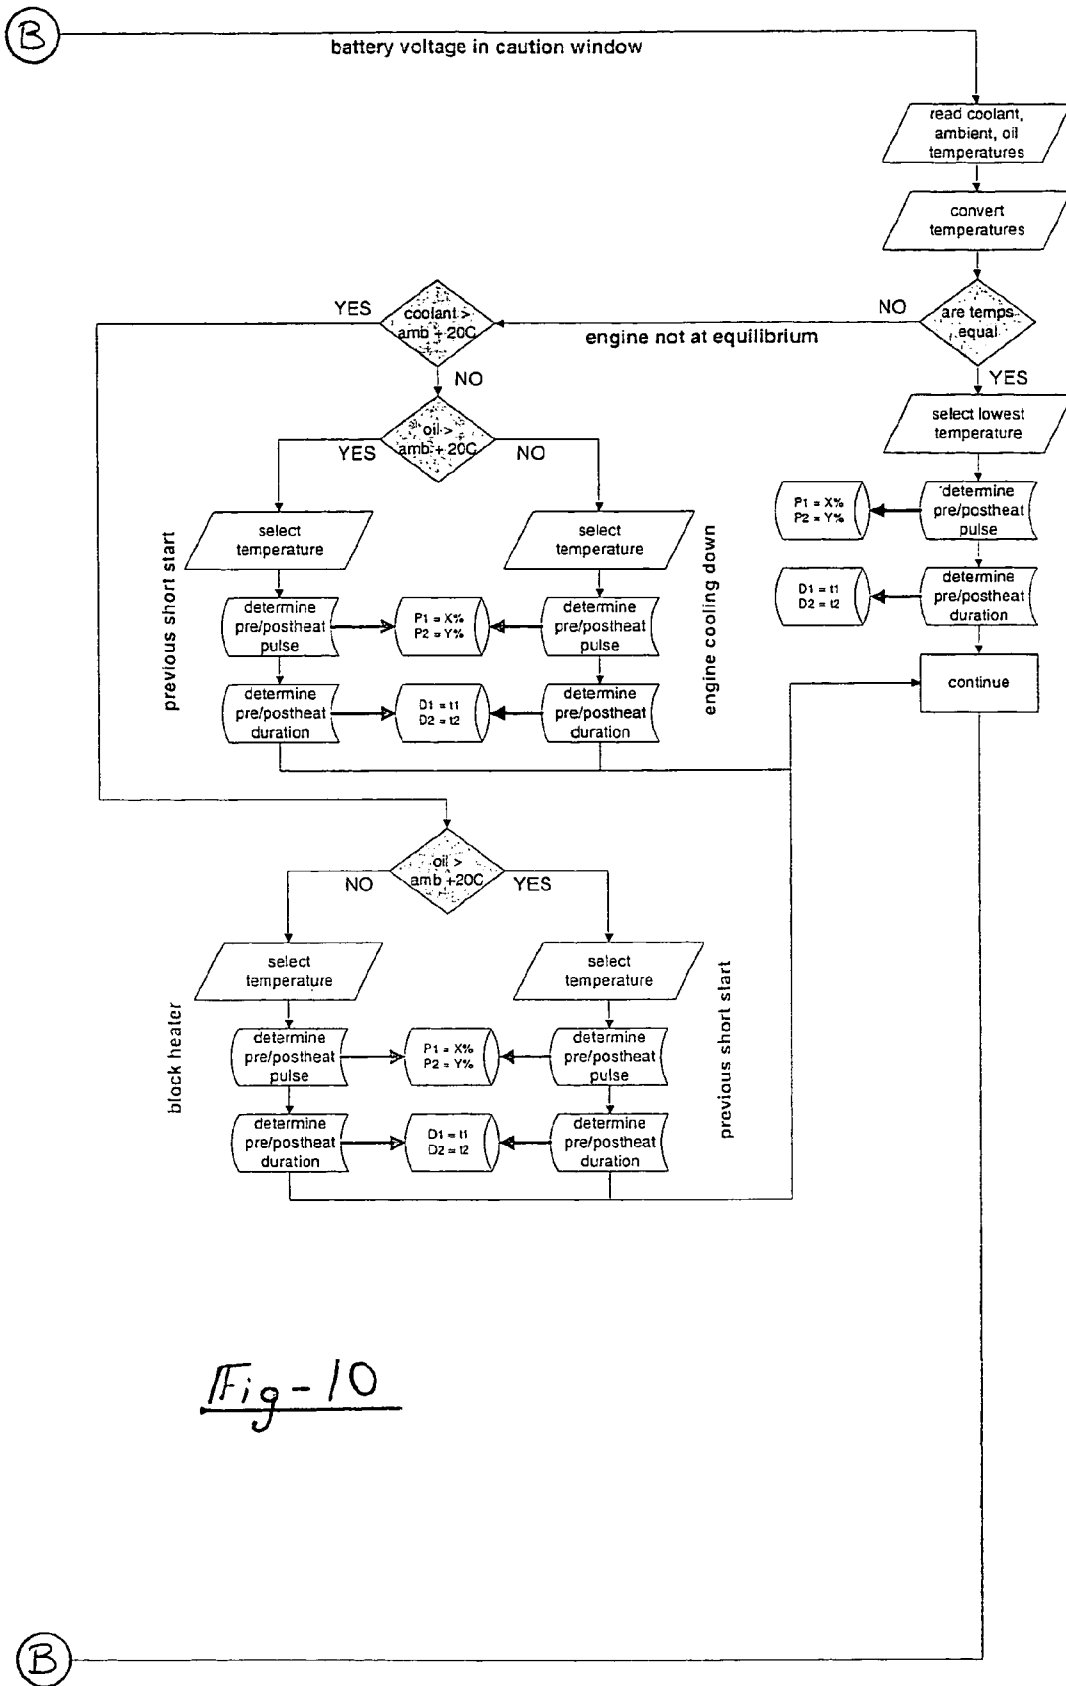 B
battery voltage in caution window
read coolant,
ambient, oil
temperatures
convert
temperatures
are temps
equal
NO
YES
engine not at equilibrium
coolant >
amb + 20C
YES
NO
oil >
amb + 20C
YES
NO
select lowest
temperature
determine
pre/postheat
pulse
P1 = X%
P2 = Y%
determine
pre/postheat
duration
D1 = t1
D2 = t2
continue
previous short start
select
temperature
determine
pre/postheat
pulse
determine
pre/postheat
duration
P1 = X%
P2 = Y%
D1 = t1
D2 = t2
select
temperature
determine
pre/postheat
pulse
determine
pre/postheat
duration
engine cooling down
oil >
amb +20C
NO
YES
block heater
select
temperature
determine
pre/postheat
pulse
determine
pre/postheat
duration
P1 = X%
P2 = Y%
D1 = t1
D2 = t2
select
temperature
determine
pre/postheat
pulse
determine
pre/postheat
duration
previous short start
Fig-10
B